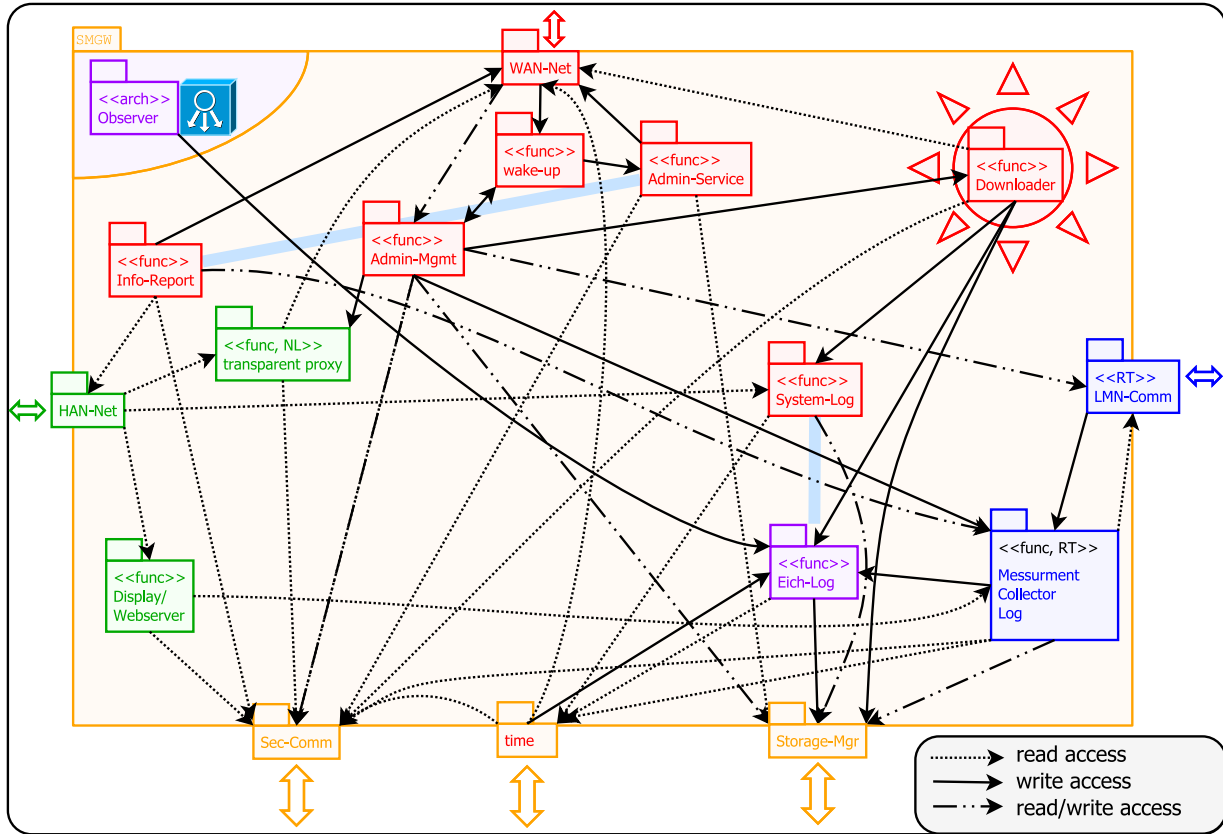 SMGW
WAN-Net
<<arch>>
Observer
<<func>>
wake-up
<<func>>
Admin-Service
<<func>>
Downloader
<<func>>
Info-Report
<<func>>
Admin-Mgmt
<<func, NL>>
transparent proxy
<<func>>
System-Log
<<RT>>
LMN-Comm
HAN-Net
<<func>>
Display/
Webserver
<<func>>
Eich-Log
<<func, RT>>
Messurment
Collector
Log
Sec-Comm
time
Storage-Mgr
read access
write access
read/write access